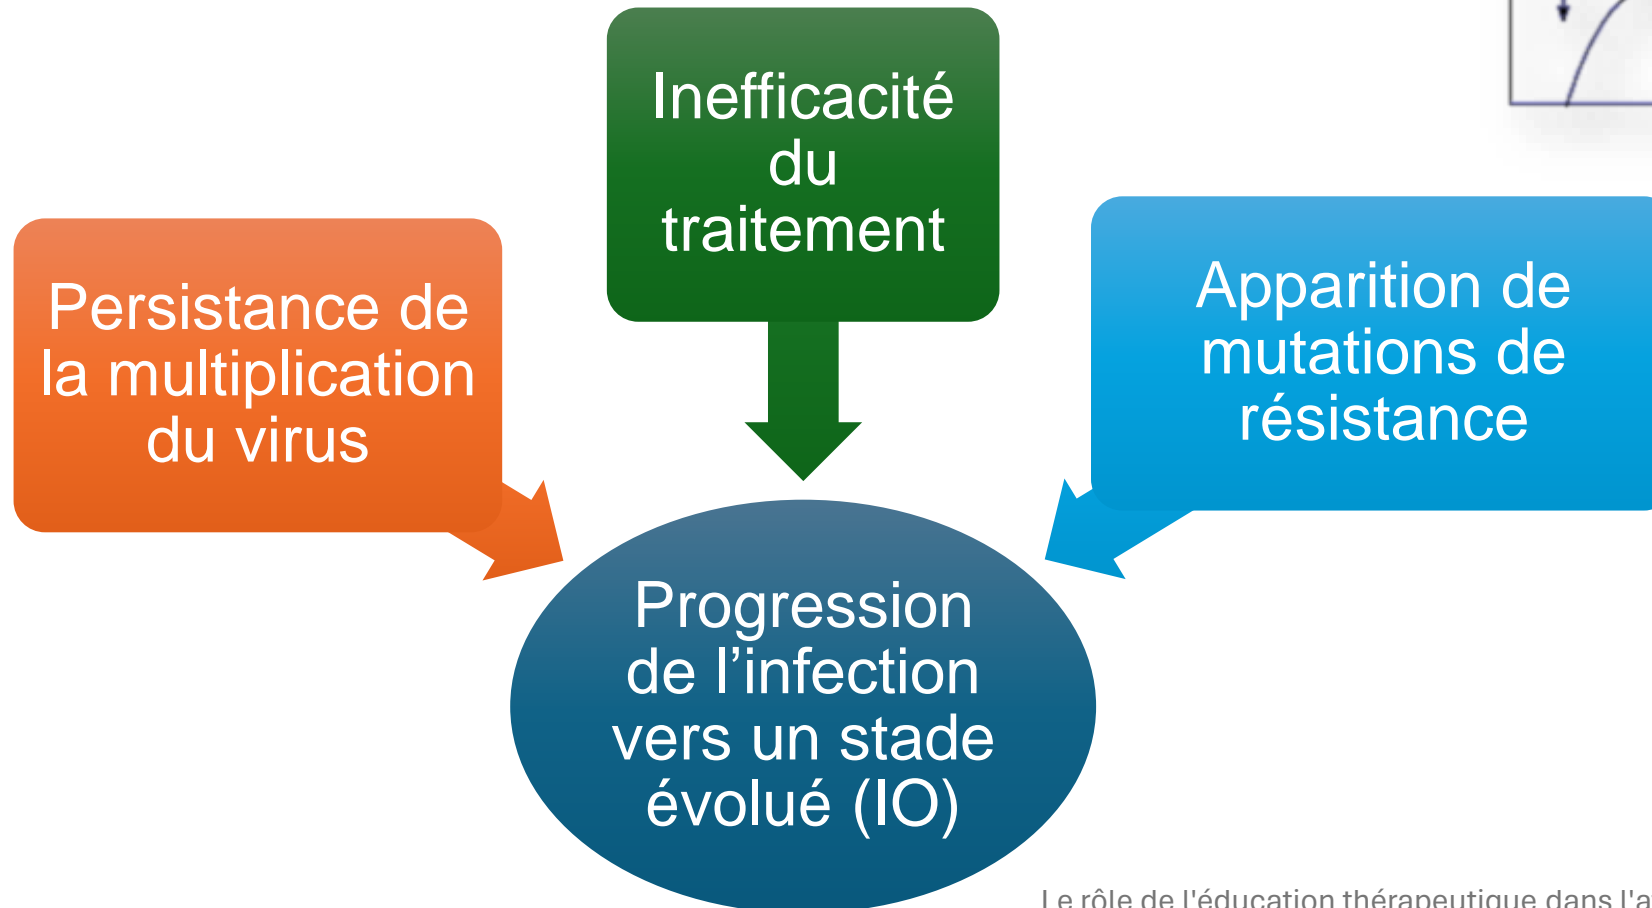 Inefficacité
du
traitement
Persistance de
la multiplication
du virus
Apparition de
mutations de
résistance
Progression
de l’infection
vers un stade
évolué (IO)
Le rôle de l'éducation thérapeutique dans l'a